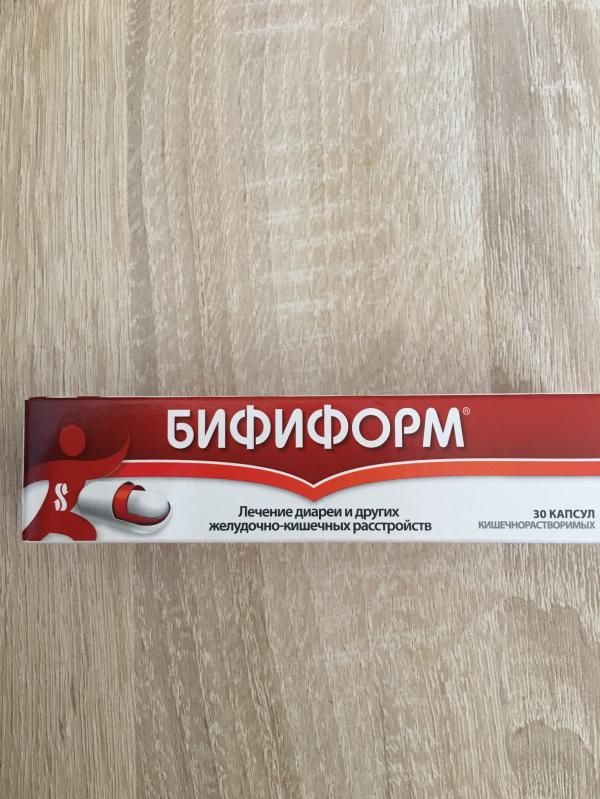 БИФИФОРМ®
Лечение диареи и других
желудочно-кишечных расстройств
30 КАПСУЛ
КИШЕЧНОРАСТВОРИМЫХ
S